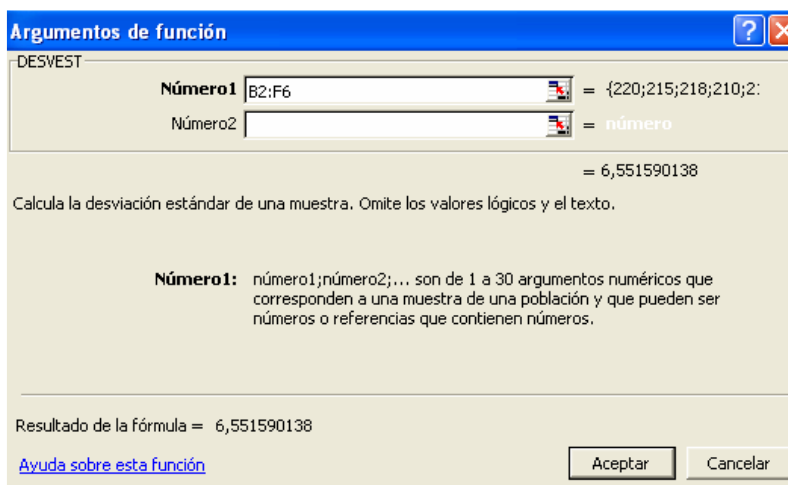 Argumentos de función
DESVEST
Número1 B2:F6 = {220;215;218;210;21
Número2 = número
= 6,551590138
Calcula la desviación estándar de una muestra. Omite los valores lógicos y el texto.
Número1: número1;número2;... son de 1 a 30 argumentos numéricos que
corresponden a una muestra de una población y que pueden ser
números o referencias que contienen números.
Resultado de la fórmula = 6,551590138
Ayuda sobre esta función Aceptar Cancelar